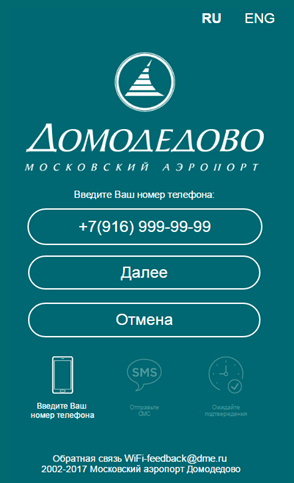 RU ENG
ДОМОДЕДОВО
МОСКОВСКИЙ АЭРОПОРТ
Введите Ваш номер телефона:
+7(916) 999-99-99
Далее
Отмена
SMS
Введите Ваш
номер телефона
Отправьте
СМС
Ожидайте
подтверждения
Обратная связь WiFi-feedback@dme.ru
2002-2017 Московский аэропорт Домодедово